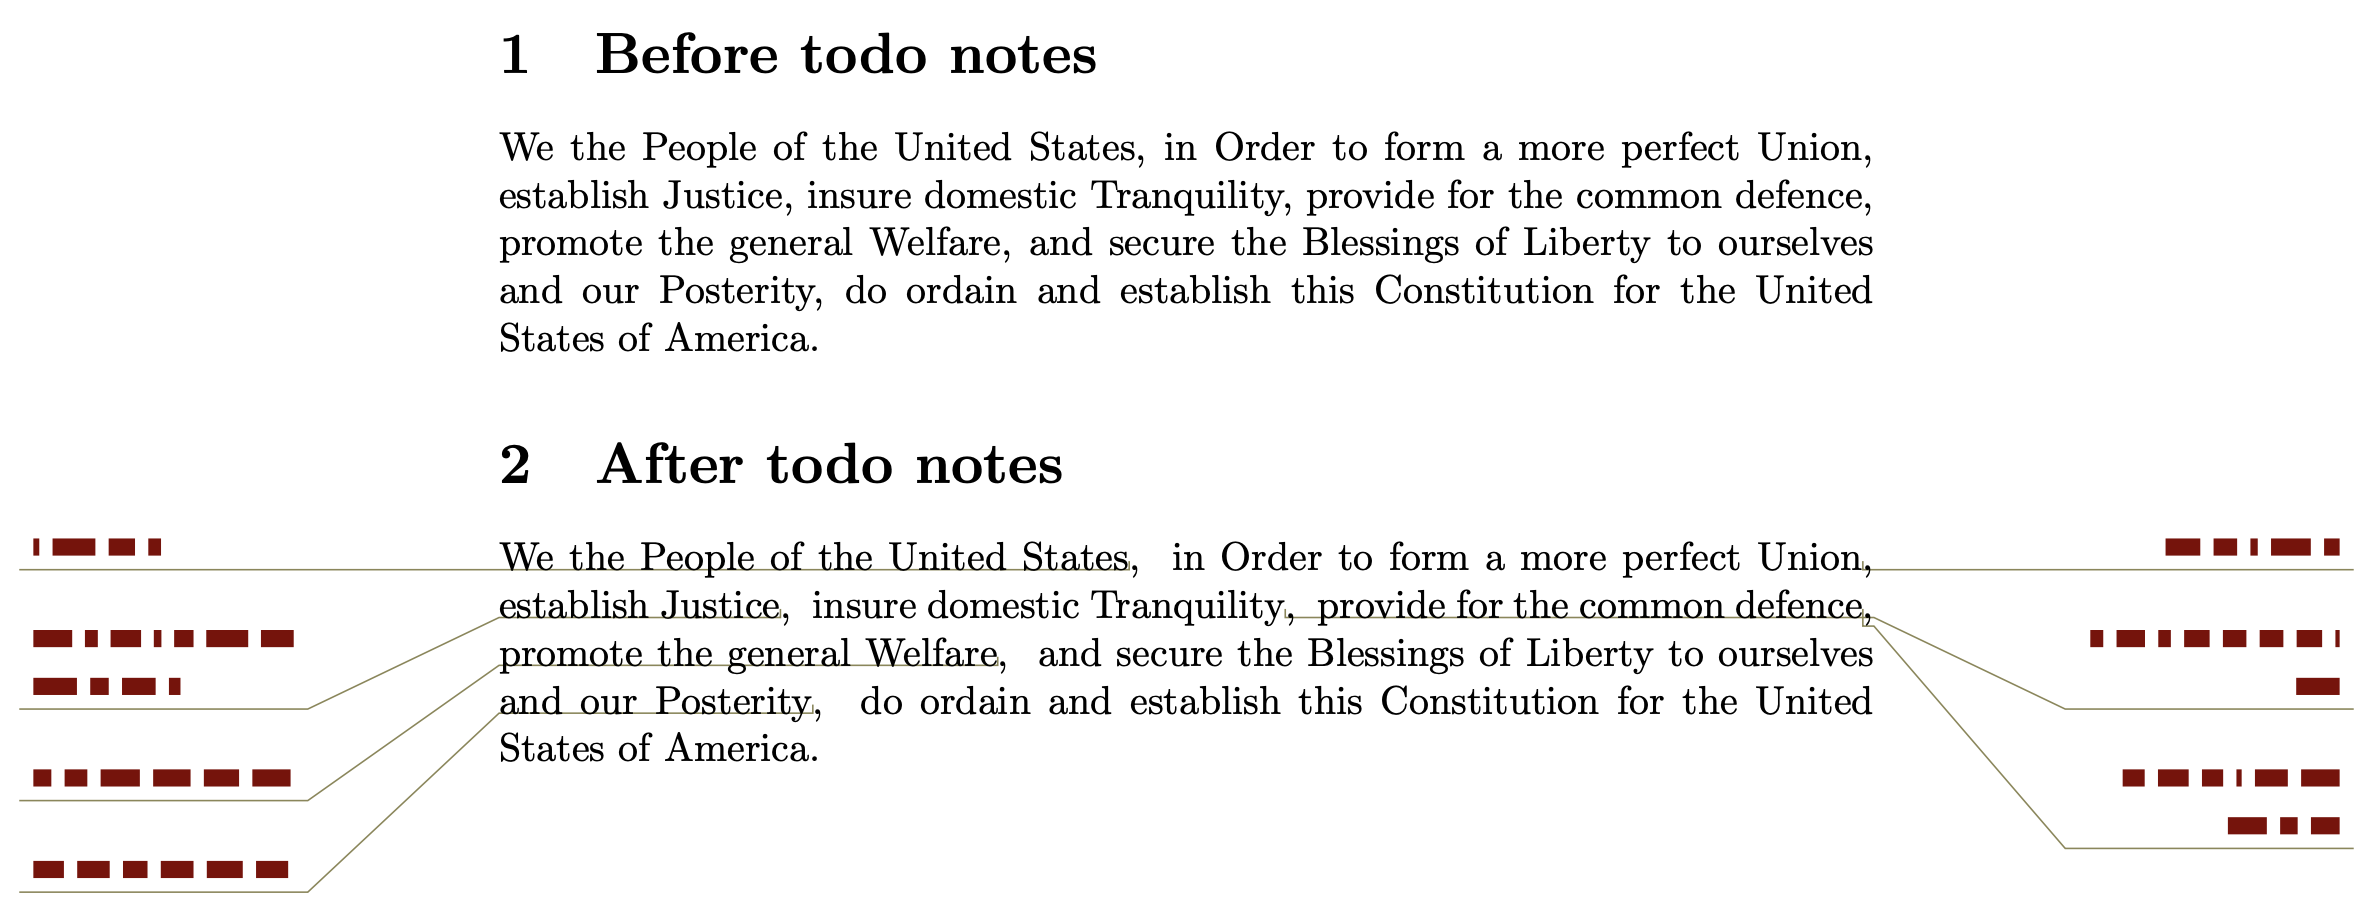 1 Before todo notes
We the People of the United States, in Order to form a more perfect Union,
establish Justice, insure domestic Tranquility, provide for the common defence,
promote the general Welfare, and secure the Blessings of Liberty to ourselves
and our Posterity, do ordain and establish this Constitution for the United
States of America.
2 After todo notes
We the People of the United States, in Order to form a more perfect Union,
establish Justice, insure domestic Tranquility, provide for the common defence,
promote the general Welfare, and secure the Blessings of Liberty to ourselves
and our Posterity, do ordain and establish this Constitution for the United
States of America.